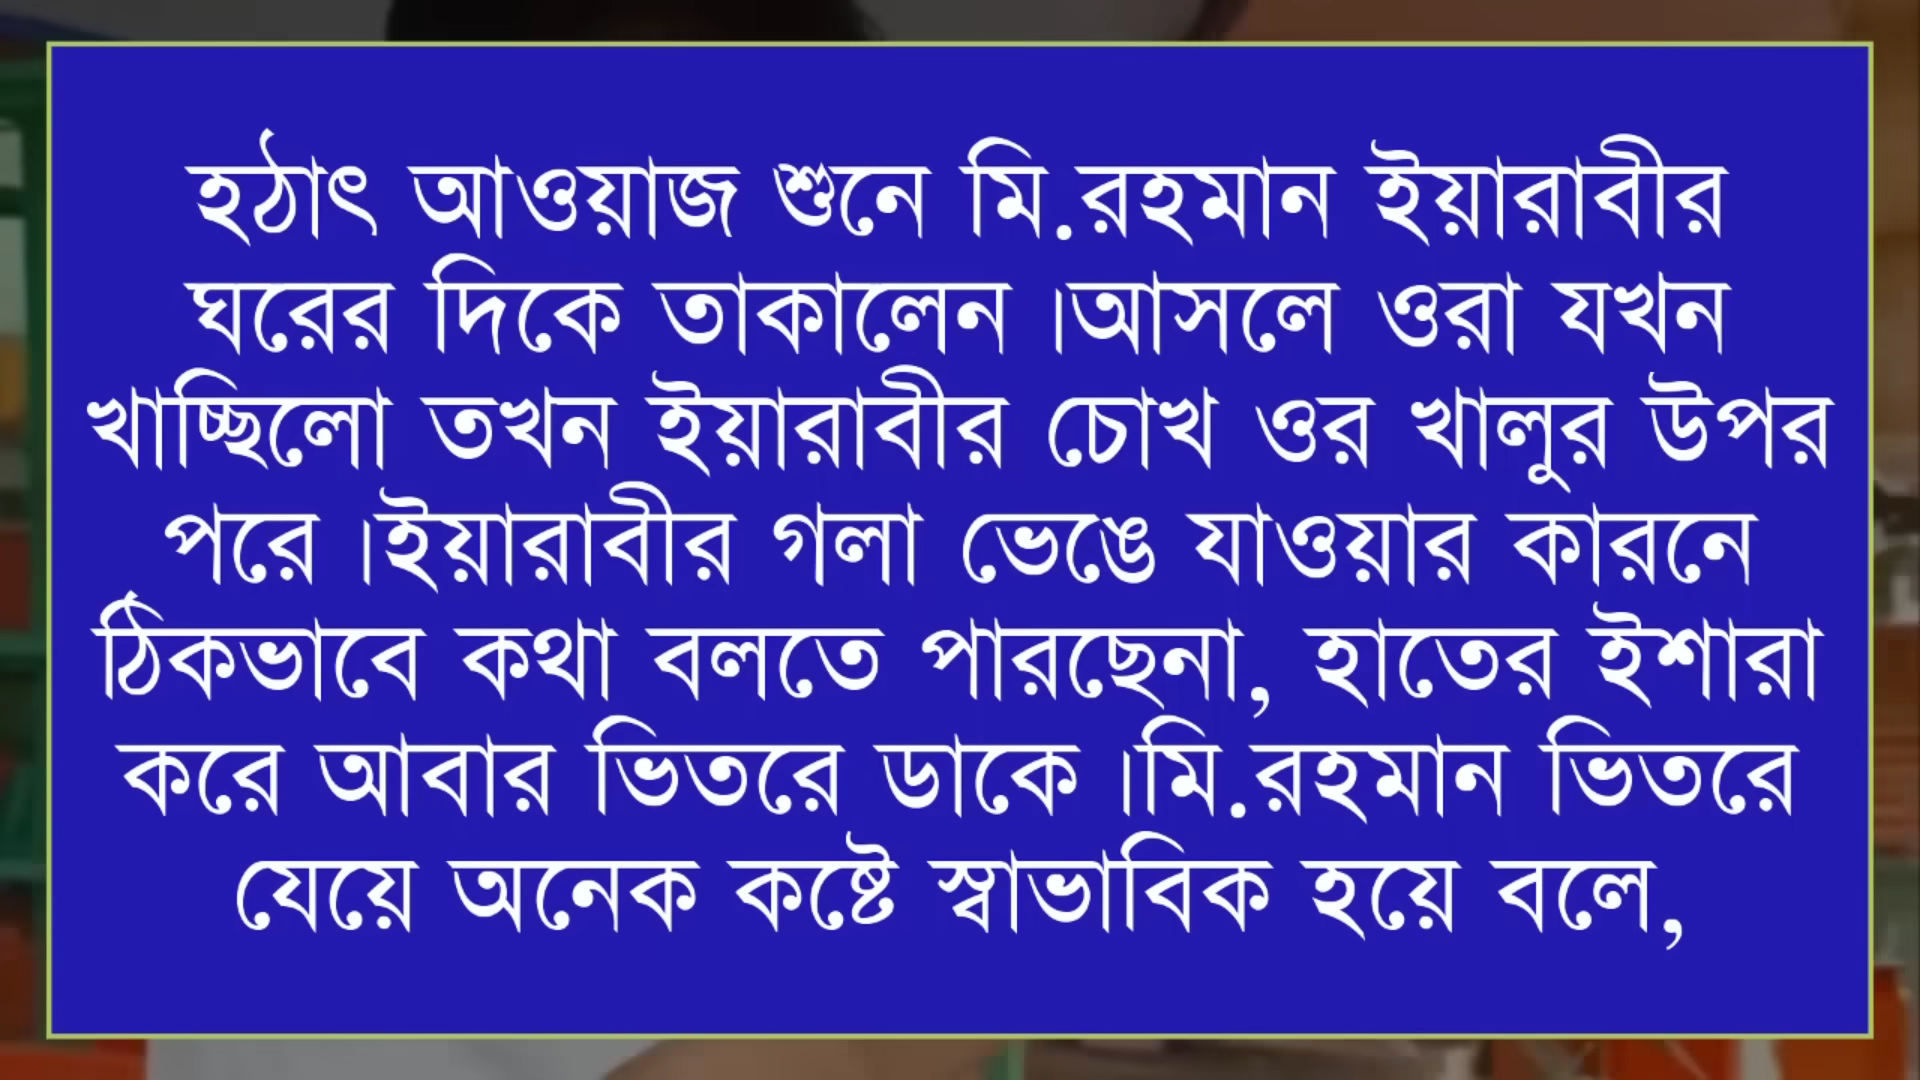 হঠাৎ আওয়াজ শুনে মি.রহমান ইয়ারাবীর
ঘরের দিকে তাকালেন।আসলে ওরা যখন
খাচ্ছিলো তখন ইয়ারাবীর চোখ ওর খালুর উপর
পরে।ইয়ারাবীর গলা ভেঙে যাওয়ার কারনে
ঠিকভাবে কথা বলতে পারছেনা, হাতের ইশারা
করে আবার ভিতরে ডাকে।মি.রহমান ভিতরে
যেয়ে অনেক কষ্টে স্বাভাবিক হয়ে বলে,